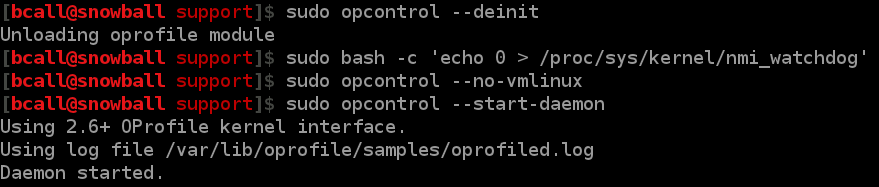 [bcall@snowball support]$ sudo opcontrol --deinit
Unloading oprofile module
[bcall@snowball support]$ sudo bash -c 'echo 0 > /proc/sys/kernel/nmi_watchdog'
[bcall@snowball support]$ sudo opcontrol --no-vmlinux
[bcall@snowball support]$ sudo opcontrol --start-daemon
Using 2.6+ OProfile kernel interface.
Using log file /var/lib/oprofile/samples/oprofiled.log
Daemon started.